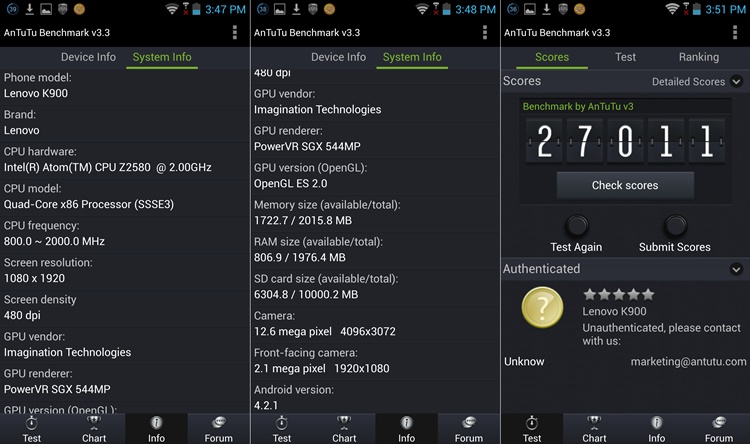 39
3:47 PM
AnTuTu Benchmark v3.3
Device Info System Info
Phone model:
Lenovo K900
Brand:
Lenovo
CPU hardware:
Intel(R) Atom(TM) CPU Z2580 @ 2.00GHz
CPU model:
Quad-Core x86 Processor (SSSE3)
CPU frequency:
800.0 ~ 2000.0 MHz
Screen resolution:
1080 x 1920
Screen density
480 dpi
GPU vendor:
Imagination Technologies
GPU renderer:
PowerVR SGX 544MP
GPU version (OpenGL):
Test Chart Info Forum
38
3:48 PM
AnTuTu Benchmark v3.3
Device Info System Info
480 dpi
GPU vendor:
Imagination Technologies
GPU renderer:
PowerVR SGX 544MP
GPU version (OpenGL):
OpenGL ES 2.0
Memory size (available/total):
1722.7 / 2015.8 MB
RAM size (available/total):
806.9 / 1976.4 MB
SD card size (available/total):
6304.8 / 10000.2 MB
Camera:
12.6 mega pixel 4096x3072
Front-facing camera:
2.1 mega pixel 1920x1080
Android version:
4.2.1
Test Chart Info Forum
36
3:51 PM
AnTuTu Benchmark v3.3
Scores Test Ranking
Scores Detailed Scores
Benchmark by AnTuTu v3
27011
Check scores
Test Again Submit Scores
Authenticated
?
Lenovo K900
Unauthenticated, please contact
with us:
Unknow marketing@antutu.com
Test Chart Info Forum